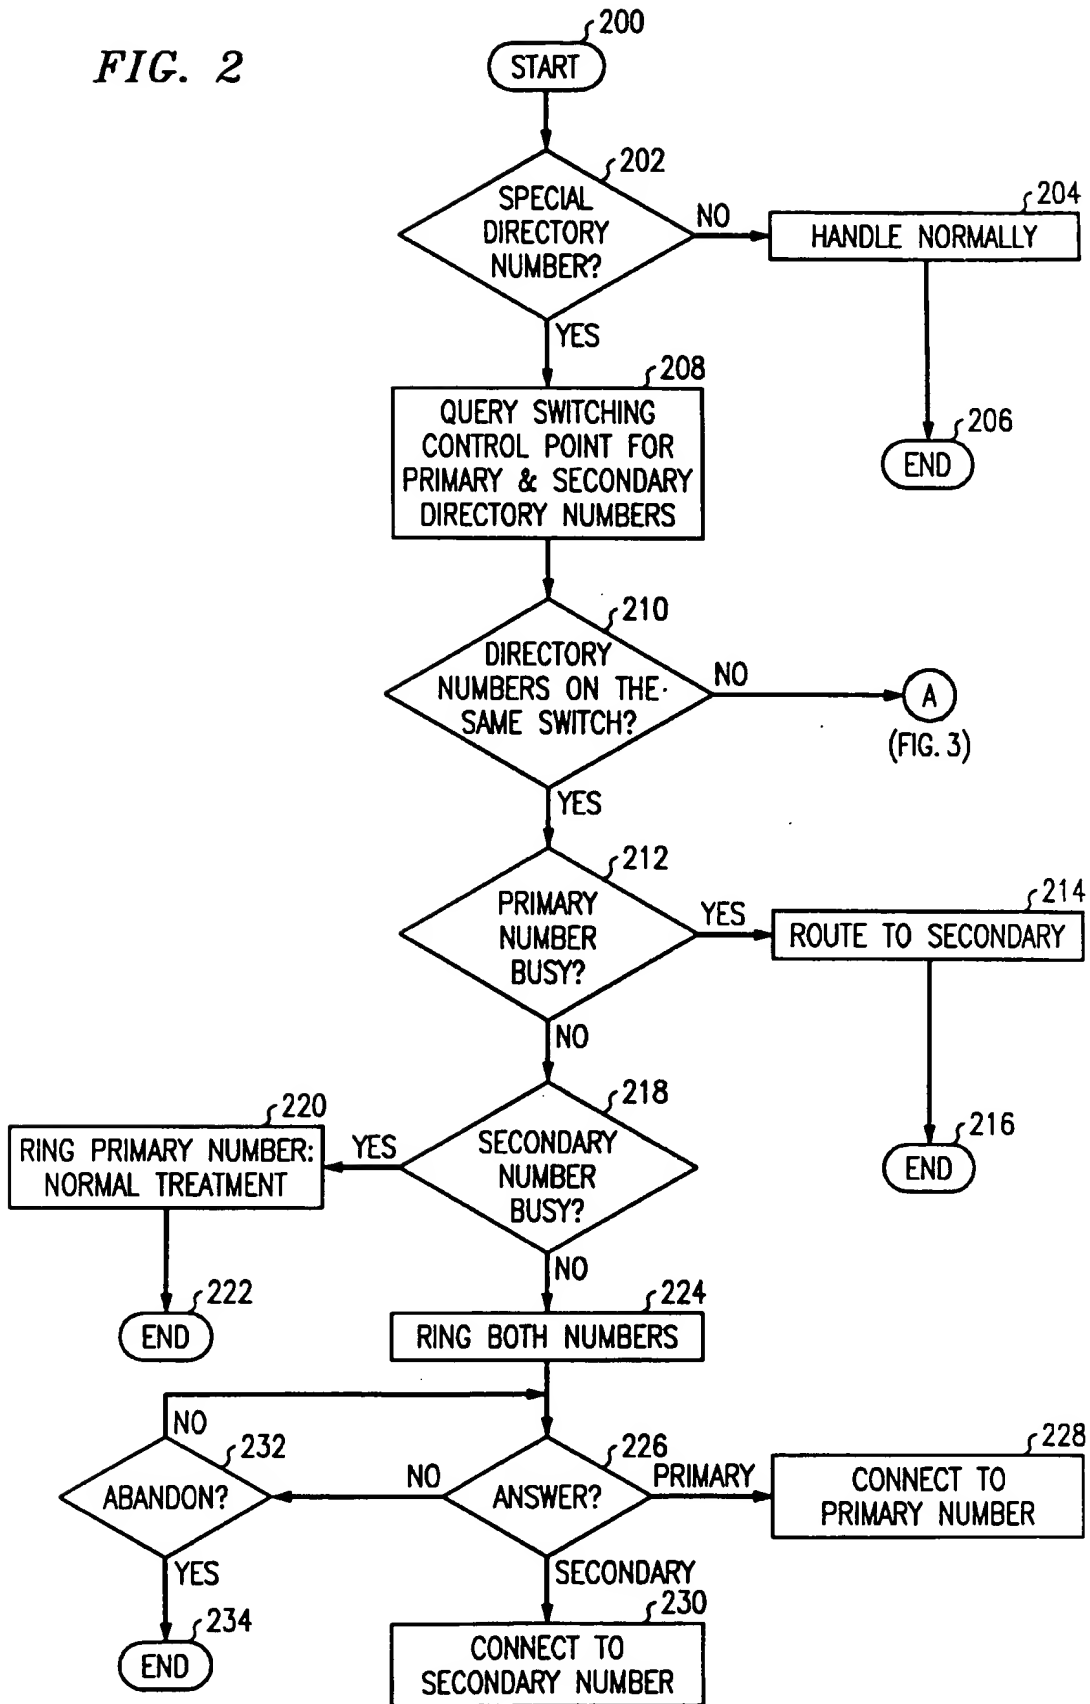 FIG. 2
200
START
202
SPECIAL
DIRECTORY
NUMBER?
NO
204
HANDLE NORMALLY
YES
206
END
208
QUERY SWITCHING
CONTROL POINT FOR
PRIMARY & SECONDARY
DIRECTORY NUMBERS
210
DIRECTORY
NUMBERS ON THE
SAME SWITCH?
NO
A
(FIG. 3)
YES
212
PRIMARY
NUMBER
BUSY?
YES
214
ROUTE TO SECONDARY
NO
216
END
218
SECONDARY
NUMBER
BUSY?
YES
220
RING PRIMARY NUMBER:
NORMAL TREATMENT
222
END
NO
224
RING BOTH NUMBERS
NO
232
ABANDON?
NO
226
ANSWER?
PRIMARY
228
CONNECT TO
PRIMARY NUMBER
YES
234
END
SECONDARY
230
CONNECT TO
SECONDARY NUMBER